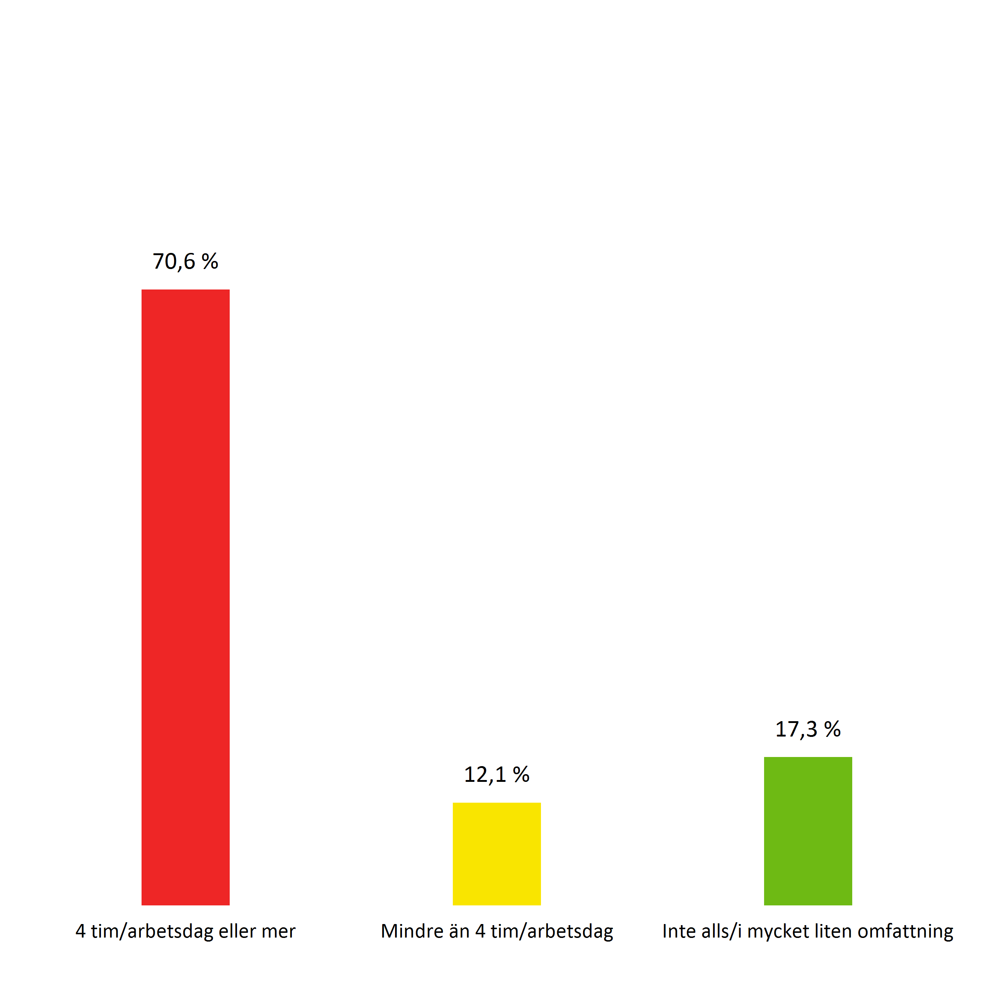 70,6 %
12,1 %
17,3 %
4 tim/arbetsdag eller mer
Mindre än 4 tim/arbetsdag
Inte alls/i mycket liten omfattning